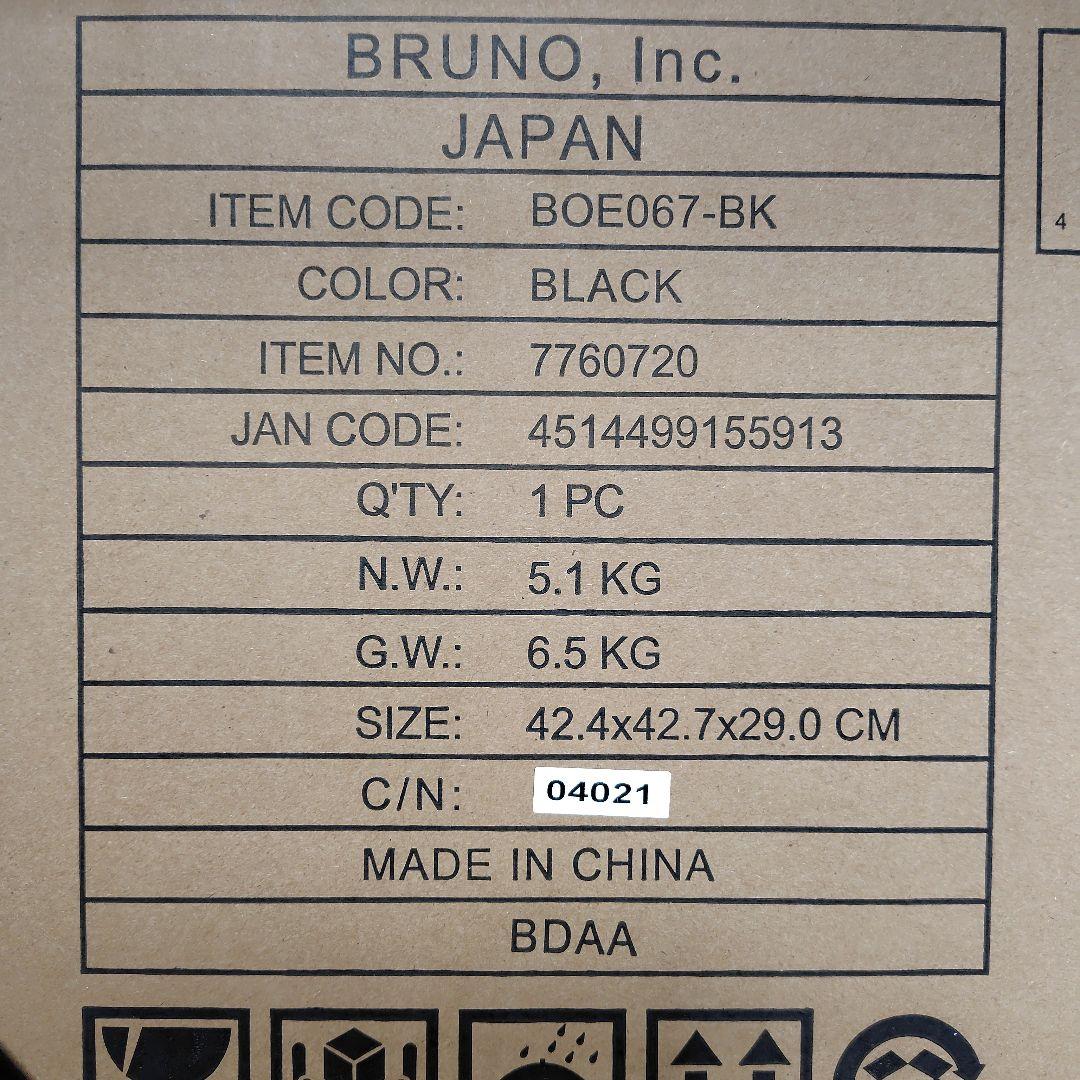 BRUNO, Inc.
JAPAN
ITEM CODE: BOE067-BK
COLOR: BLACK
ITEM NO.: 7760720
JAN CODE: 4514499155913
Q'TY: 1 PC
N.W.: 5.1 KG
G.W.: 6.5 KG
SIZE: 42.4x42.7x29.0 CM
C/N: 04021
MADE IN CHINA
BDAA
4